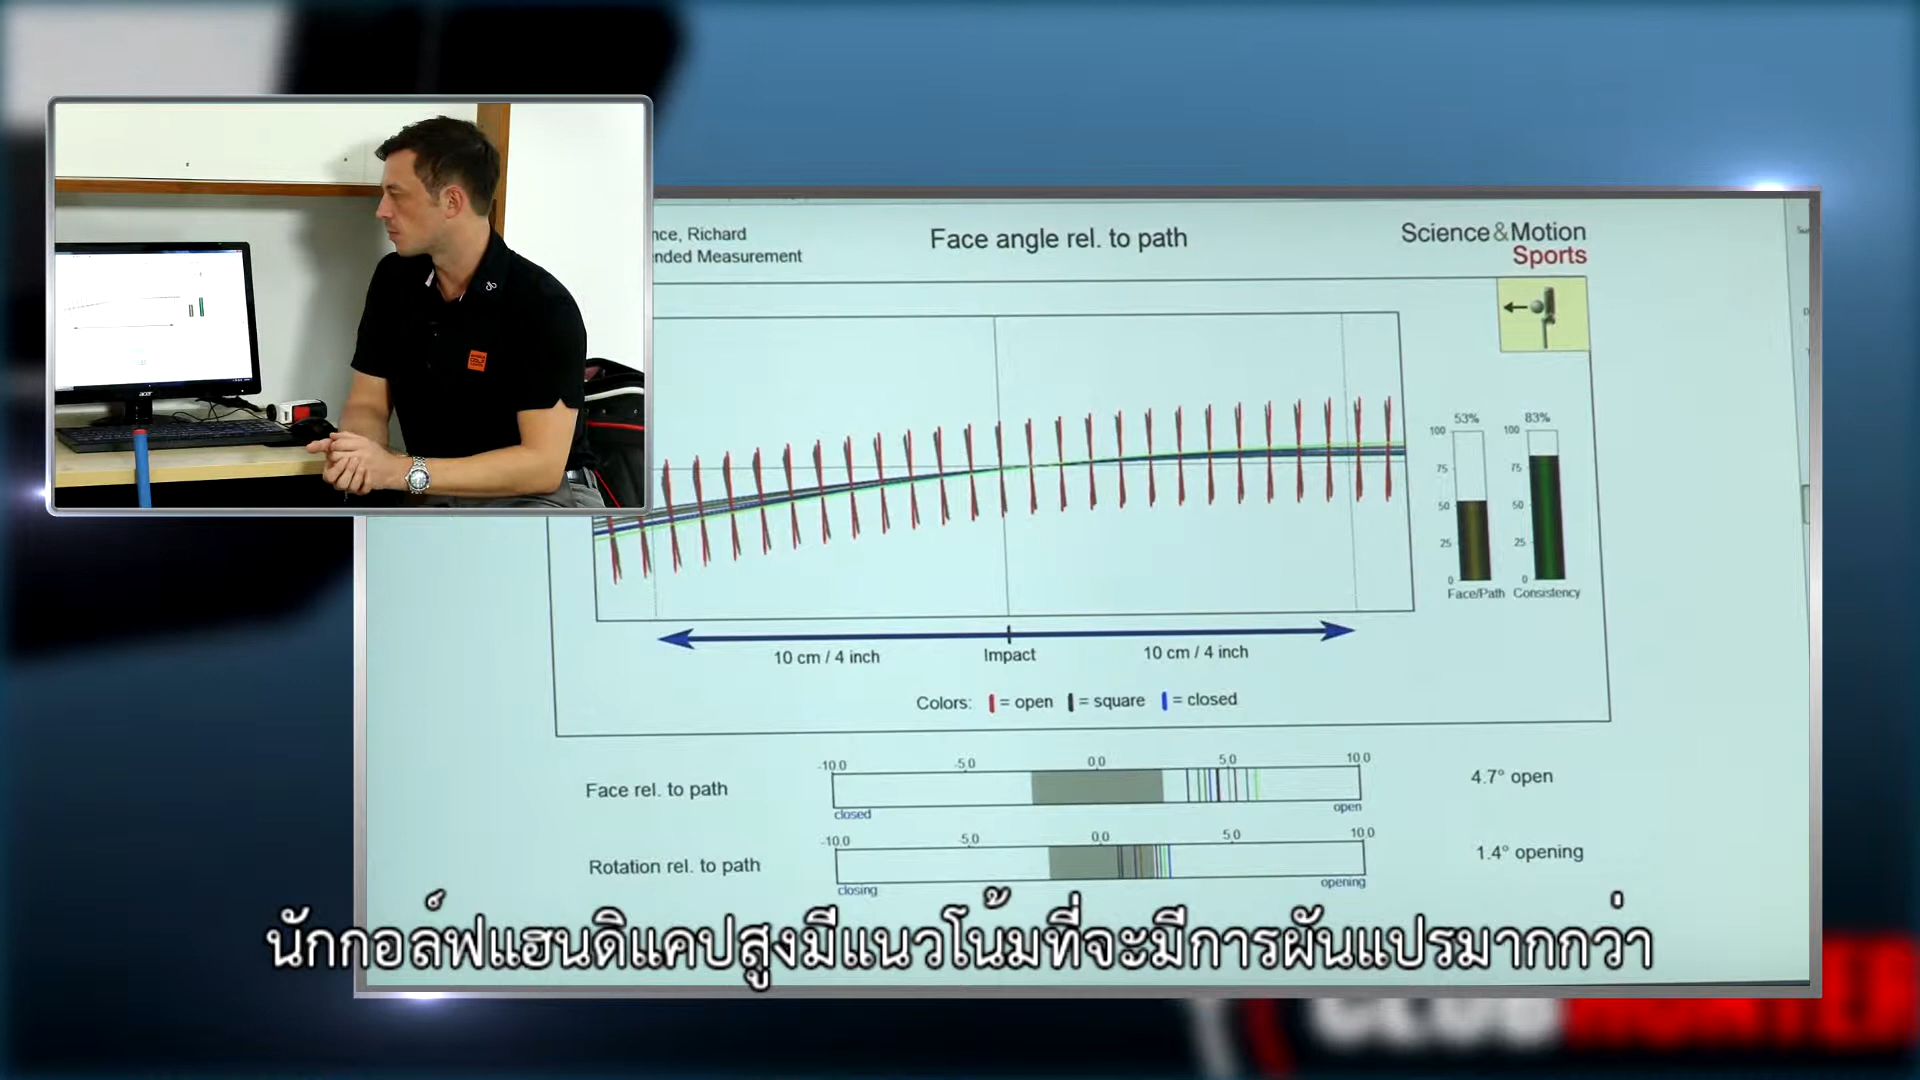 nce, Richard
nded Measurement
Face angle rel. to path
Science&Motion
Sports
53%
83%
100
75
50
25
0
100
75
50
25
0
Face/Path
Consistency
10 cm / 4 inch
Impact
10 cm / 4 inch
Colors: = open = square = closed
Face rel. to path
-10.0 -5.0 0.0 5.0 10.0
closed
open
4.7° open
Rotation rel. to path
-10.0 -5.0 0.0 5.0 10.0
closing
opening
1.4° opening
นักกอล์ฟแฮนดิแคปสูงมีแนวโน้มที่จะมีการผันแปรมากกว่า
acer